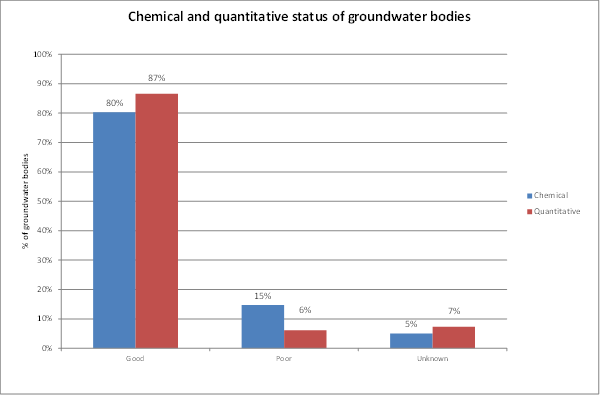 Chemical and quantitative status of groundwater bodies
100%
90%
80%
70%
60%
50%
40%
30%
20%
10%
0%
% of groundwater bodies
80%
87%
15%
6%
5%
7%
Good
Poor
Unknown
Chemical
Quantitative